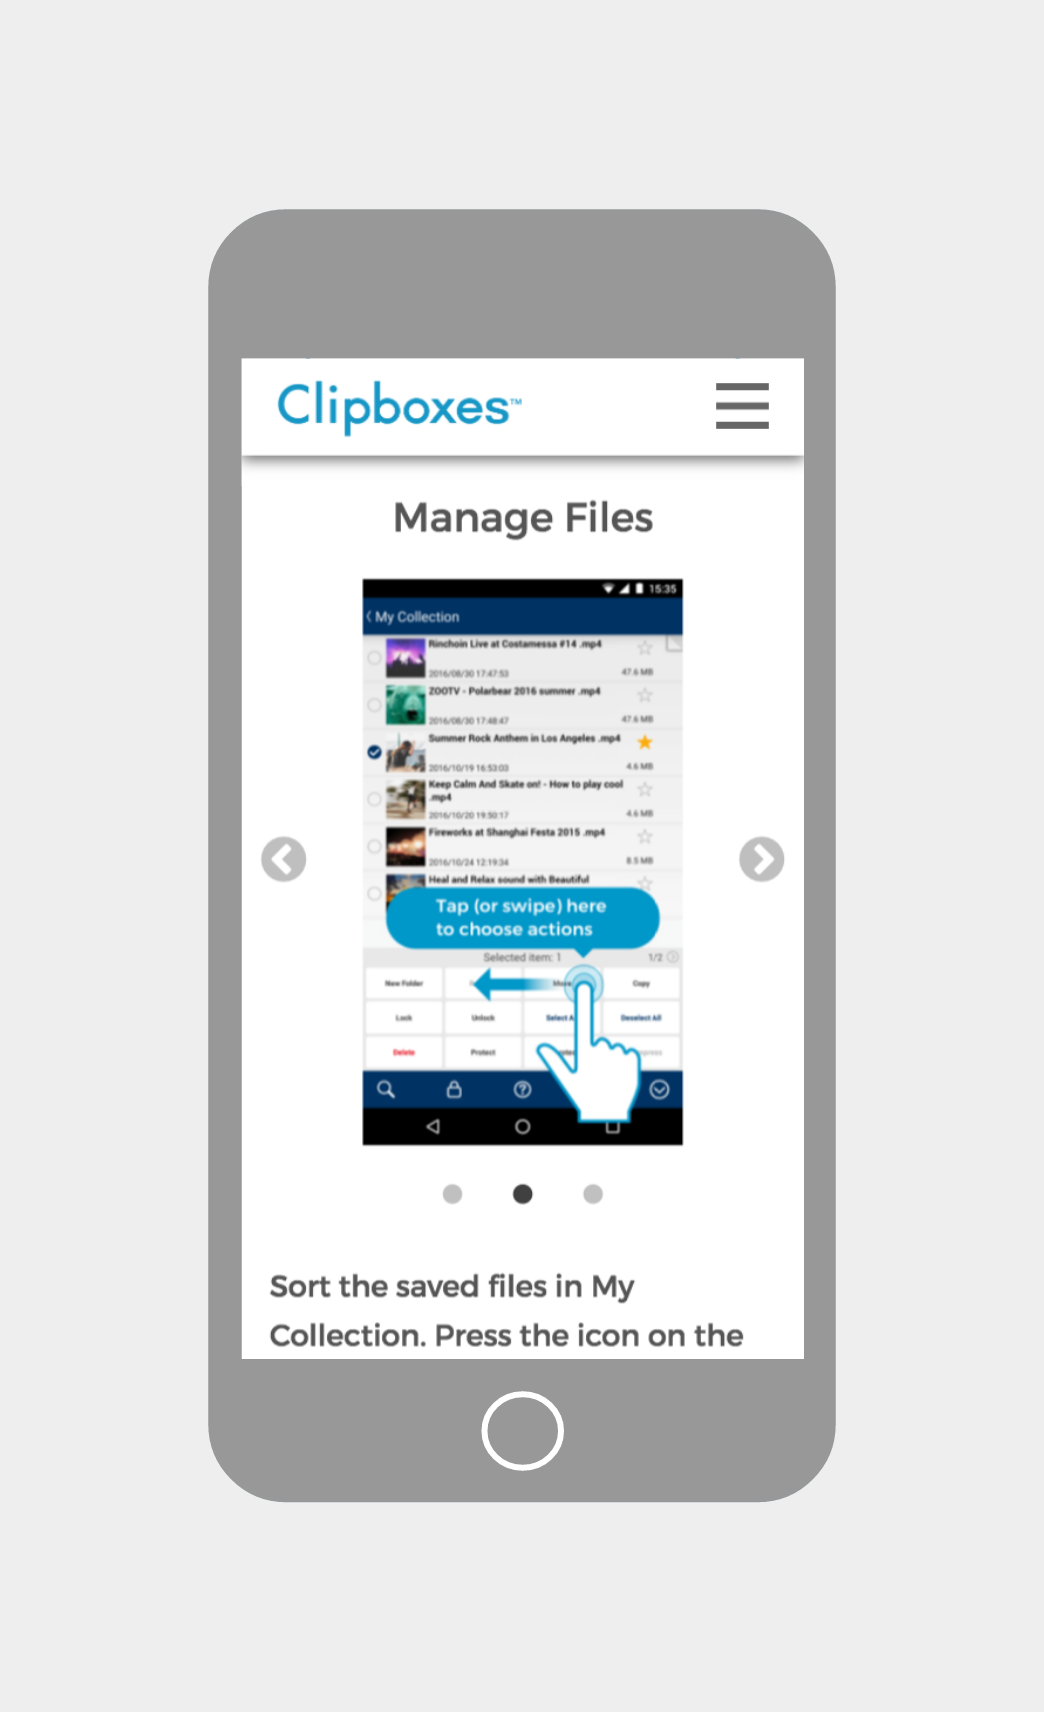 Clipboxes™
Manage Files
15:35
My Collection
Rinchoin Live at Costamessa #14 .mp4
2016/08/30 17:47:53
47.6 MB
ZOOTV - Polarbear 2016 summer .mp4
2016/08/30 17:48:47
47.6 MB
Summer Rock Anthem in Los Angeles .mp4
2016/10/19 16:53:03
4.6 MB
Keep Calm And Skate on! - How to play cool
.mp4
2016/10/20 19:50:17
4.6 MB
Fireworks at Shanghai Festa 2015 .mp4
2016/10/24 12:19:34
8.5 MB
Heal and Relax sound with Beautiful
Tap (or swipe) here
to choose actions
Selected item: 1
1/2
New Folder
Move
Copy
Lock
Unlock
Select A
Deselect All
Delete
Protect
Sort the saved files in My
Collection. Press the icon on the